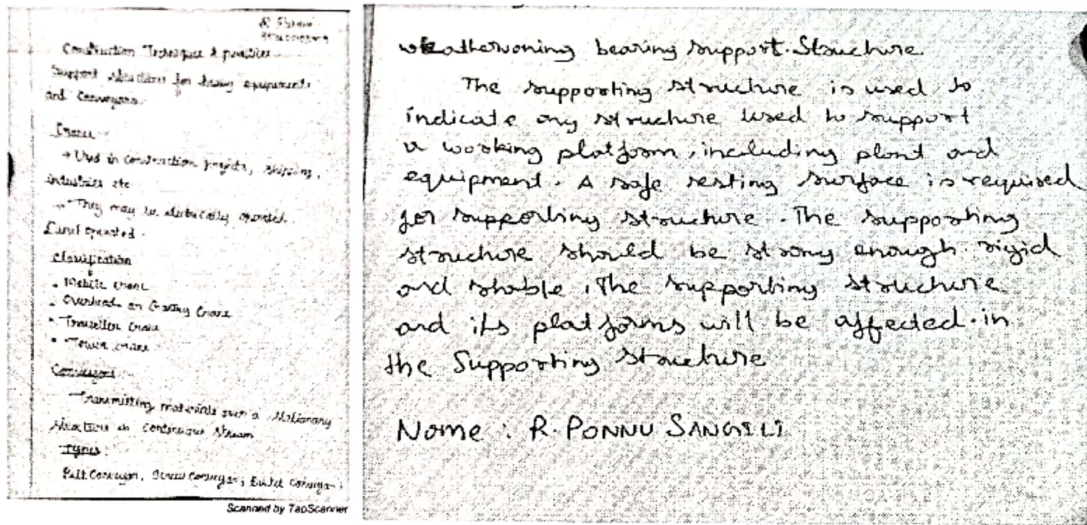 Construction Techniques & practices
Support structures for heavy equipments
and Conveyors.
Crane
→ Used in construction projects, shipping,
industries etc
→ They may be electrically operated.
Classification
• Mobile crane
• Overhead or Gantry Crane
• Traveller crane
• Tower crane
Conveyors
Transmitting materials over a stationary
structure in continuous stream
Types
Belt Conveyor, Screw conveyor, Bucket conveyor,
Scanned by TapScanner
bearing support. Structure.
The supporting structure is used to
indicate any structure used to support
a working platform, including plant and
equipment. A safe resting surface is required
for supporting structure. The supporting
structure should be strong enough rigid
and stable, The supporting structure
and its platforms will be affected in
the Supporting structure
Name : R. PONNU SANGILI